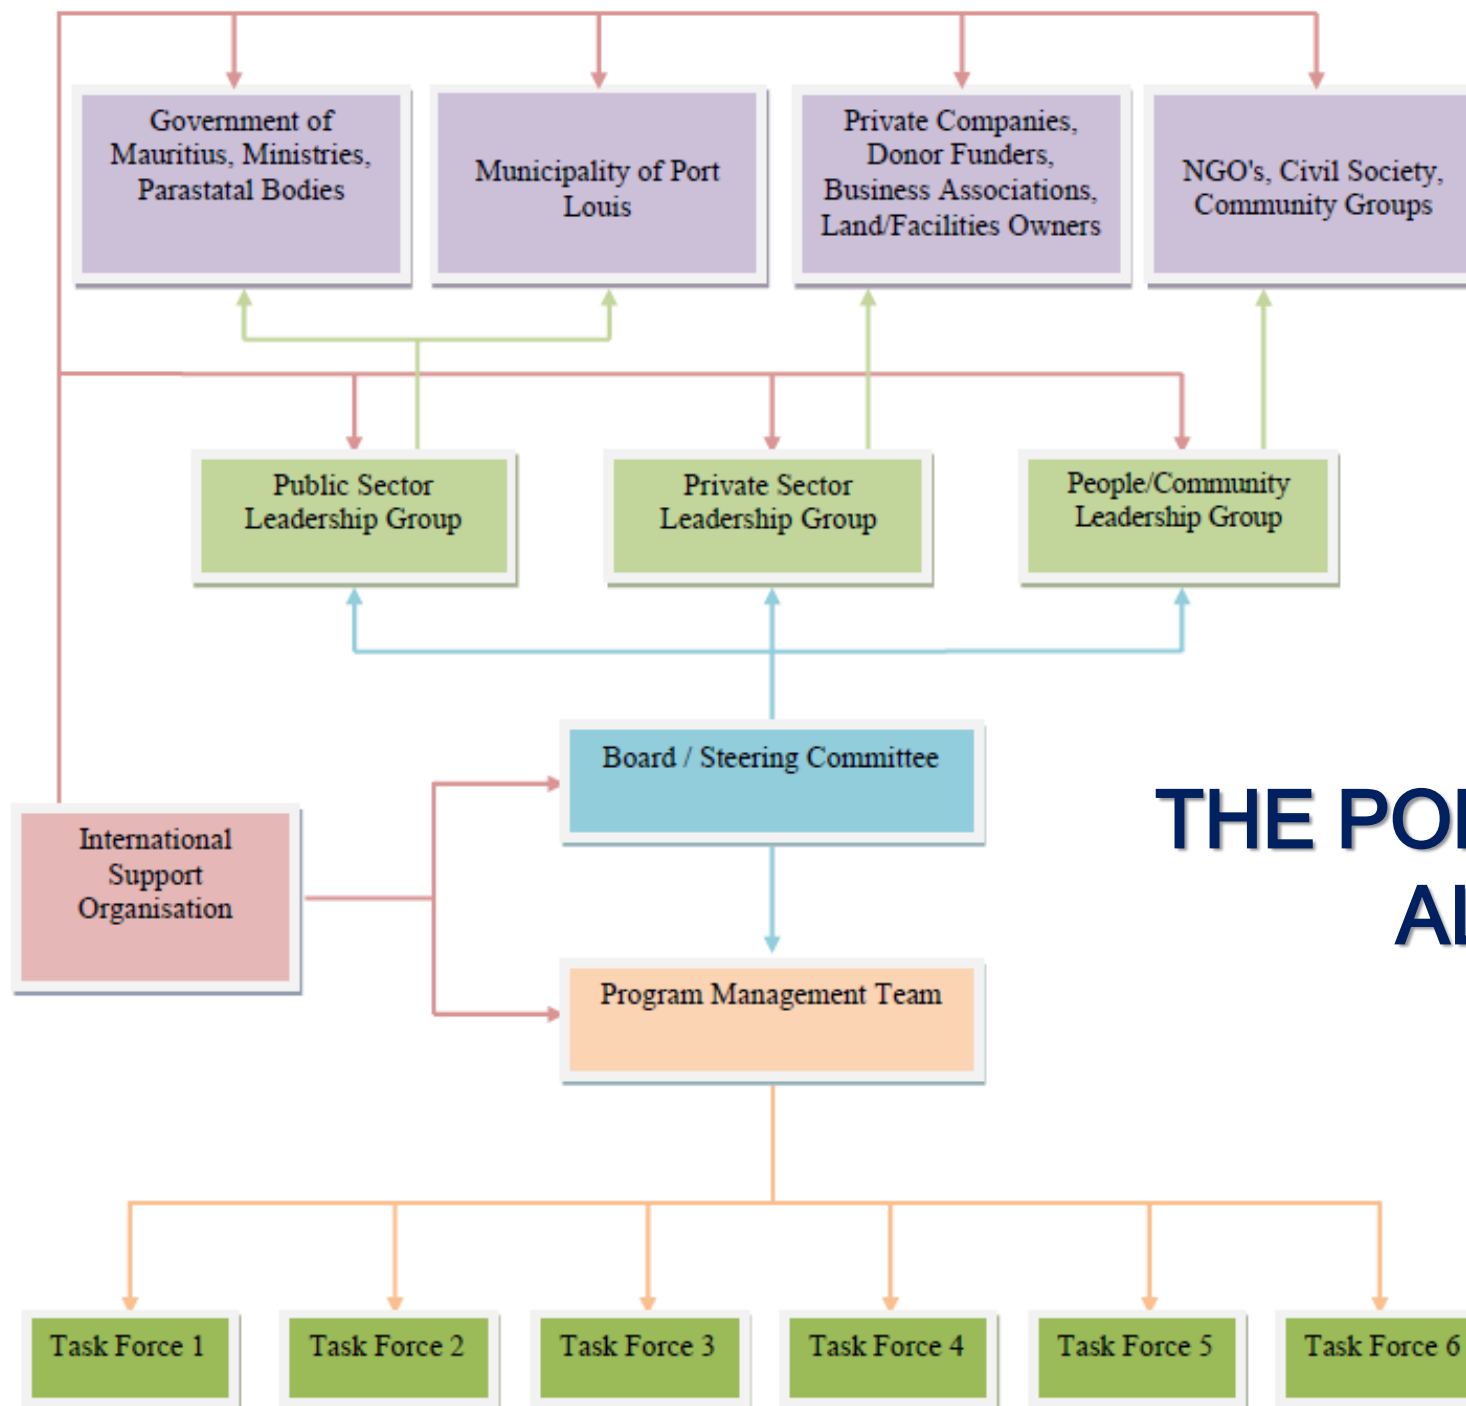 Government of
Mauritius, Ministries,
Parastatal Bodies
Municipality of Port
Louis
Private Companies,
Donor Funders,
Business Associations,
Land/Facilities Owners
NGO's, Civil Society,
Community Groups
Public Sector
Leadership Group
Private Sector
Leadership Group
People/Community
Leadership Group
Board / Steering Committee
International
Support
Organisation
THE
Program Management Team
Task Force 1
Task Force 2
Task Force 3
Task Force 4
Task Force 5
Task Force 6